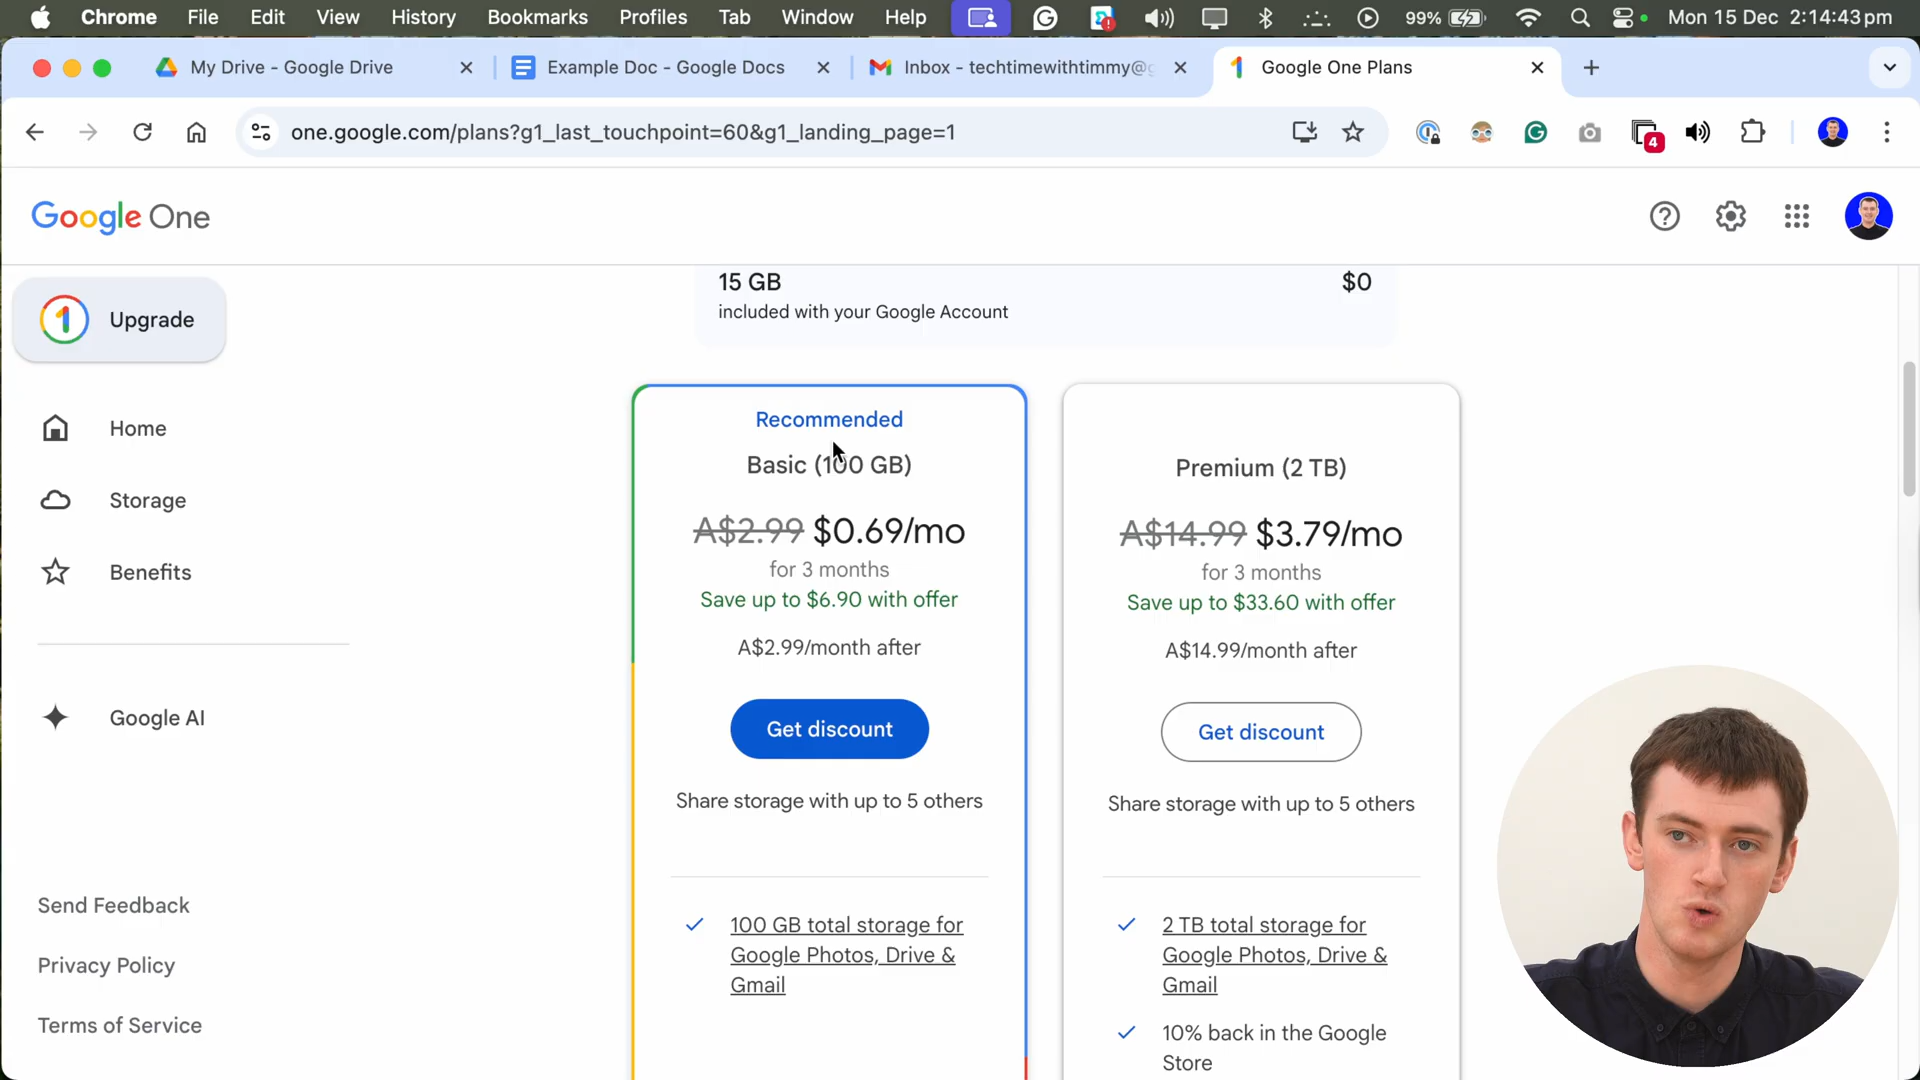 Chrome File Edit View History Bookmarks Profiles Tab Window Help 99% Mon 15 Dec 2:14:43 pm
My Drive - Google Drive
Example Doc - Google Docs
Inbox - techtimewithtimmy@g
Google One Plans
one.google.com/plans?g1_last_touchpoint=60&g1_landing_page=1
4
Google One
1 Upgrade
Home
Storage
Benefits
Google AI
Send Feedback
Privacy Policy
Terms of Service
15 GB $0
included with your Google Account
Recommended
Basic (100 GB)
A$2.99 $0.69/mo
for 3 months
Save up to $6.90 with offer
A$2.99/month after
Get discount
Share storage with up to 5 others
100 GB total storage for
Google Photos, Drive &
Gmail
Premium (2 TB)
A$14.99 $3.79/mo
for 3 months
Save up to $33.60 with offer
A$14.99/month after
Get discount
Share storage with up to 5 others
2 TB total storage for
Google Photos, Drive &
Gmail
10% back in the Google
Store